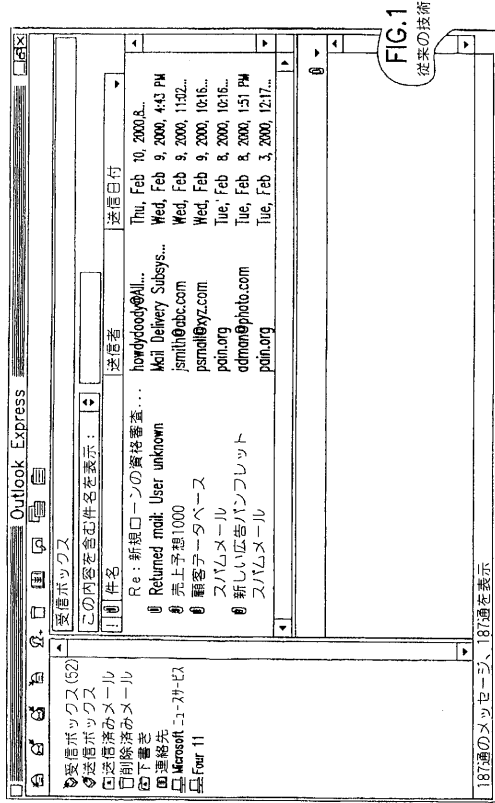 Outlook Express
受信ボックス
この内容を含む件名を表示：
受信ボックス(52)
送信ボックス
送信済みメール
削除済みメール
下書き
連絡先
Microsoft ニュースサービス
Four 11
! 件名 送信者 送信日付
Re：新規ローンの資格審査... howdydoody@All... Thu, Feb 10, 2000,8...
Returned mail: User unknown Mail Delivery Subsys... Wed, Feb 9, 2000, 4:43 PM
売上予想1000 jsmith@abc.com Wed, Feb 9, 2000, 11:02...
顧客データベース psmall@xyz.com Wed, Feb 9, 2000, 10:16...
スパムメール pain.org Tue,' Feb 8, 2000, 10:16...
新しい広告パンフレット adman@photo.com Tue, Feb 8, 2000, 1:51 PM
スパムメール pain.org Tue, Feb 3, 2000, 12:17...
187通のメッセージ、187通を表示
FIG.1
従来の技術